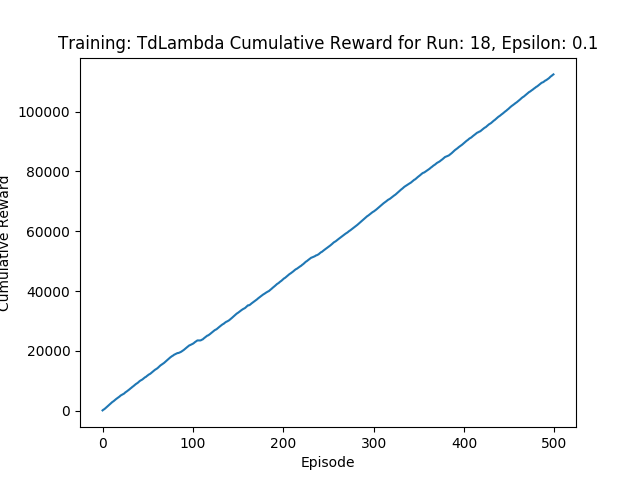 Training: TdLambda Cumulative Reward for Run: 18, Epsilon: 0.1
100000
80000
60000
40000
20000
0
Cumulative Reward
0 100 200 300 400 500
Episode